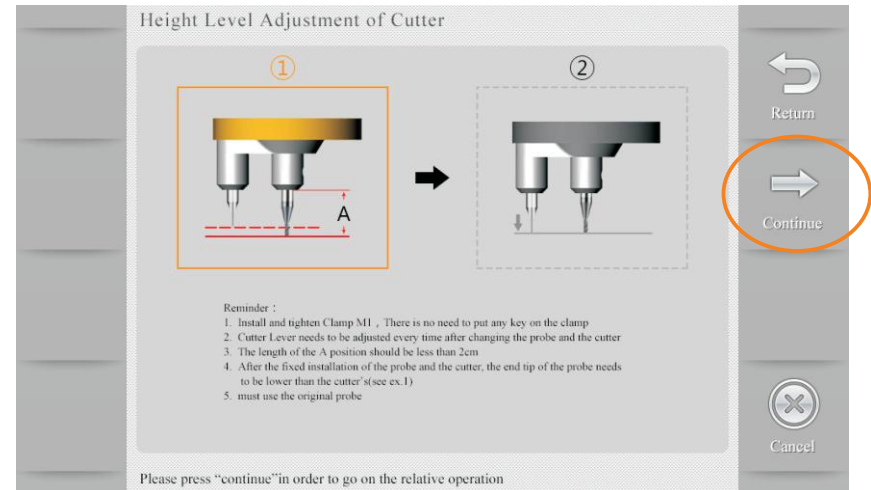 Height Level Adjustment of Cutter
① ②
Return
A
Continue
Reminder :
1. Install and tighten Clamp M1 , There is no need to put any key on the clamp
2. Cutter Lever needs to be adjusted every time after changing the probe and the cutter
3. The length of the A position should be less than 2cm
4. After the fixed installation of the probe and the cutter, the end tip of the probe needs
to be lower than the cutter's(see ex.1)
5. must use the original probe
Cancel
Please press “continue”in order to go on the relative operation